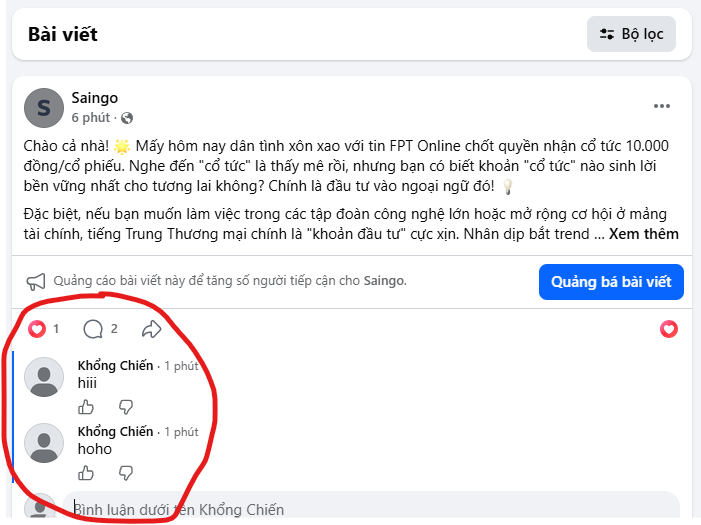 Bài viết
Bộ lọc
S
Saingo
6 phút ·
Chào cả nhà! 🌟 Mấy hôm nay dân tình xôn xao với tin FPT Online chốt quyền nhận cổ tức 10.000
đồng/cổ phiếu. Nghe đến "cổ tức" là thấy mê rồi, nhưng bạn có biết khoản "cổ tức" nào sinh lời
bền vững nhất cho tương lai không? Chính là đầu tư vào ngoại ngữ đó! 💡
Đặc biệt, nếu bạn muốn làm việc trong các tập đoàn công nghệ lớn hoặc mở rộng cơ hội ở mảng
tài chính, tiếng Trung Thương mại chính là "khoản đầu tư" cực xịn. Nhân dịp bắt trend ... Xem thêm
Quảng cáo bài viết này để tăng số người tiếp cận cho Saingo.
Quảng bá bài viết
1 2
Khổng Chiến · 1 phút
hiii
Khổng Chiến · 1 phút
hoho
Bình luận dưới tên Khổng Chiến